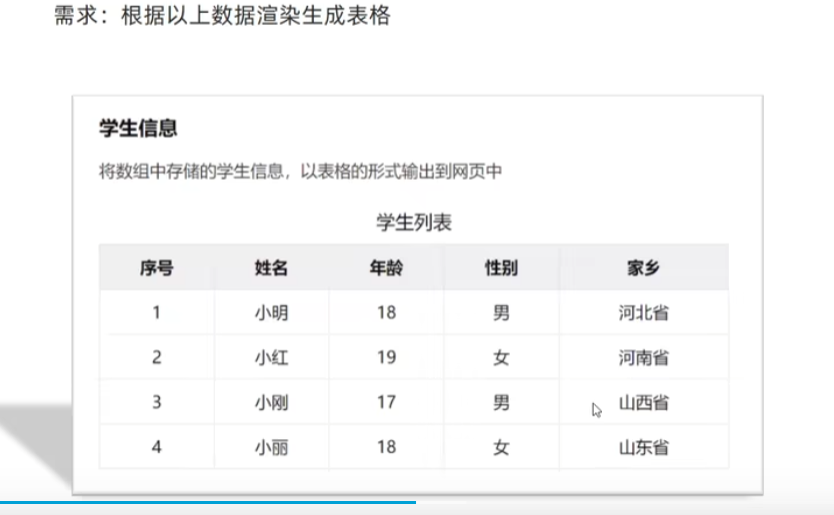 需求：根据以上数据渲染生成表格
学生信息
将数组中存储的学生信息，以表格的形式输出到网页中
学生列表
序号 姓名 年龄 性别 家乡
1 小明 18 男 河北省
2 小红 19 女 河南省
3 小刚 17 男 山西省
4 小丽 18 女 山东省